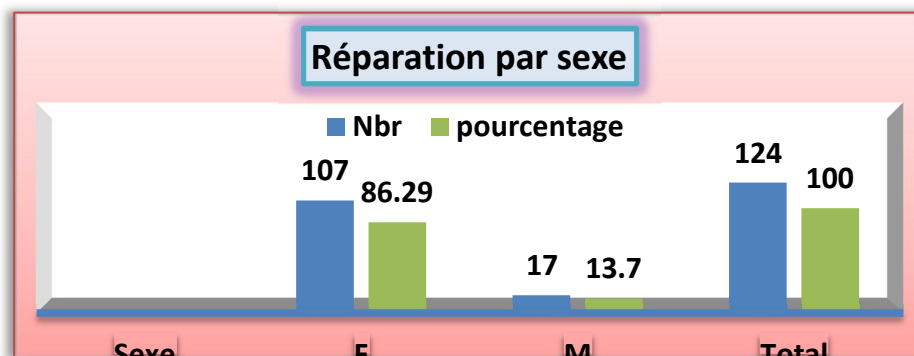 Réparation par sexe
Nbr pourcentage
107 86.29 17 13.7 124 100
Sexe F M Total